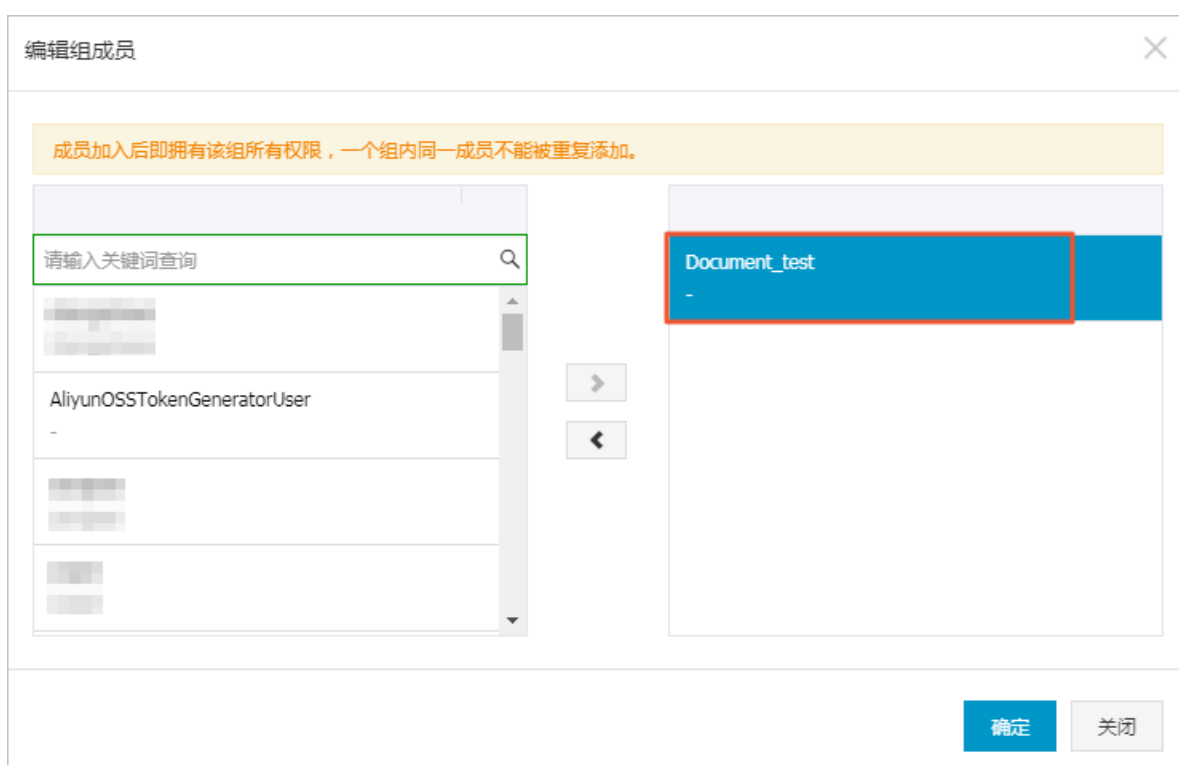 编辑组成员
成员加入后即拥有该组所有权限，一个组内同一成员不能被重复添加。
请输入关键词查询
AliyunOSSTokenGeneratorUser
-
Document_test
-
确定
关闭